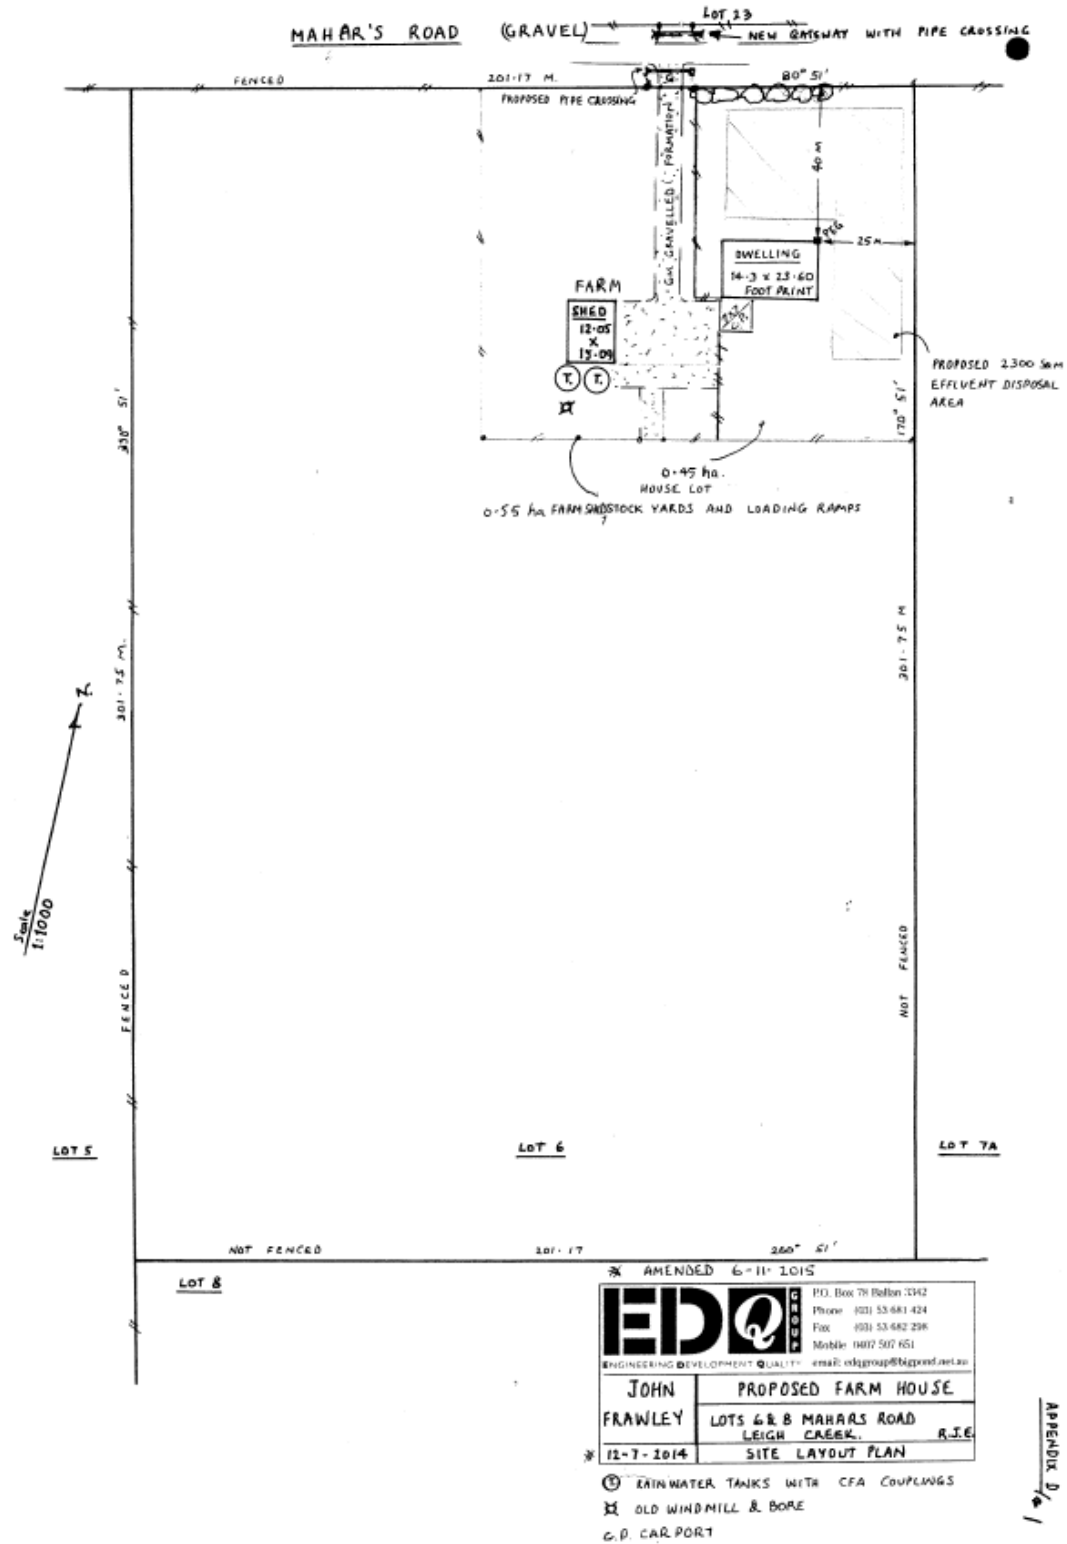 LOT 23
MAHAR'S ROAD (GRAVEL)
NEW GATEWAY WITH PIPE CROSSING
FENCED
201·17 M.
80° 51'
G
PROPOSED PIPE CROSSING
GRAVELLED FORMATION
40 M
PEG
25 M
DWELLING
14·3 x 23·60
FOOT PRINT
FARM
SHED
12·05
x
T.
T.
PROPOSED 2300 SQM
EFFLUENT DISPOSAL
AREA
330° 51'
170° 51'
0·45 ha.
HOUSE LOT
0·55 ha FARM SHED STOCK YARDS AND LOADING RAMPS
301·75 M.
301·75 M
Scale
1:1000
FENCED
NOT FENCED
LOT 5
LOT 6
LOT 7A
NOT FENCED
201·17
260° 51'
LOT 8
AMENDED 6-11-2015
EDQ GROUP
ENGINEERING DEVELOPMENT QUALITY
P.O. Box 78 Ballan 3342
Phone (03) 53 681 424
Fax (03) 53 682 298
Mobile 0407 507 651
email: edqgroup@bigpond.net.au
JOHN
FRAWLEY
PROPOSED FARM HOUSE
LOTS 6 & 8 MAHARS ROAD
LEIGH CREEK.
R.J.E.
12-7-2014
SITE LAYOUT PLAN
T RAINWATER TANKS WITH CFA COUPLINGS
OLD WINDMILL & BORE
C.P. CARPORT
APPENDIX D